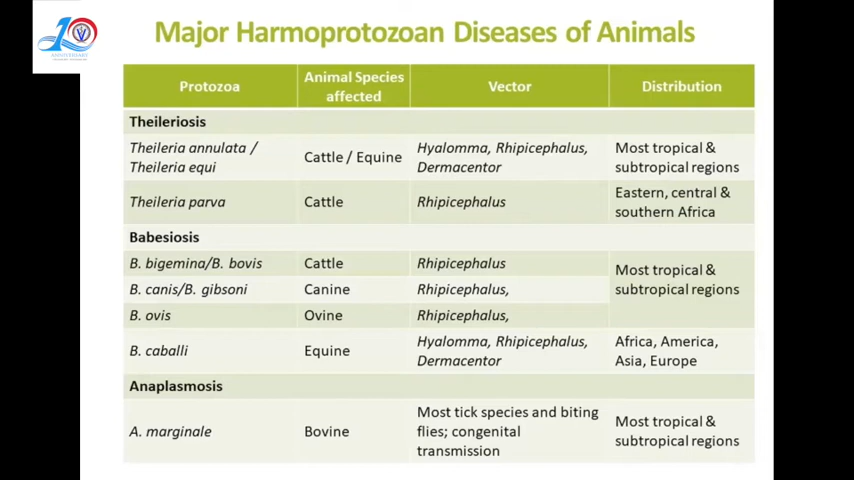 10
ANNIVERSARY
Major Harmoprotozoan Diseases of Animals
Protozoa
Animal Species
affected
Vector
Distribution
Theileriosis
Theileria annulata /
Theileria equi
Cattle / Equine
Hyalomma, Rhipicephalus,
Dermacentor
Most tropical &
subtropical regions
Theileria parva
Cattle
Rhipicephalus
Eastern, central &
southern Africa
Babesiosis
B. bigemina/B. bovis
Cattle
Rhipicephalus
Most tropical &
subtropical regions
B. canis/B. gibsoni
Canine
Rhipicephalus,
B. ovis
Ovine
Rhipicephalus,
B. caballi
Equine
Hyalomma, Rhipicephalus,
Dermacentor
Africa, America,
Asia, Europe
Anaplasmosis
A. marginale
Bovine
Most tick species and biting
flies; congenital
transmission
Most tropical &
subtropical regions